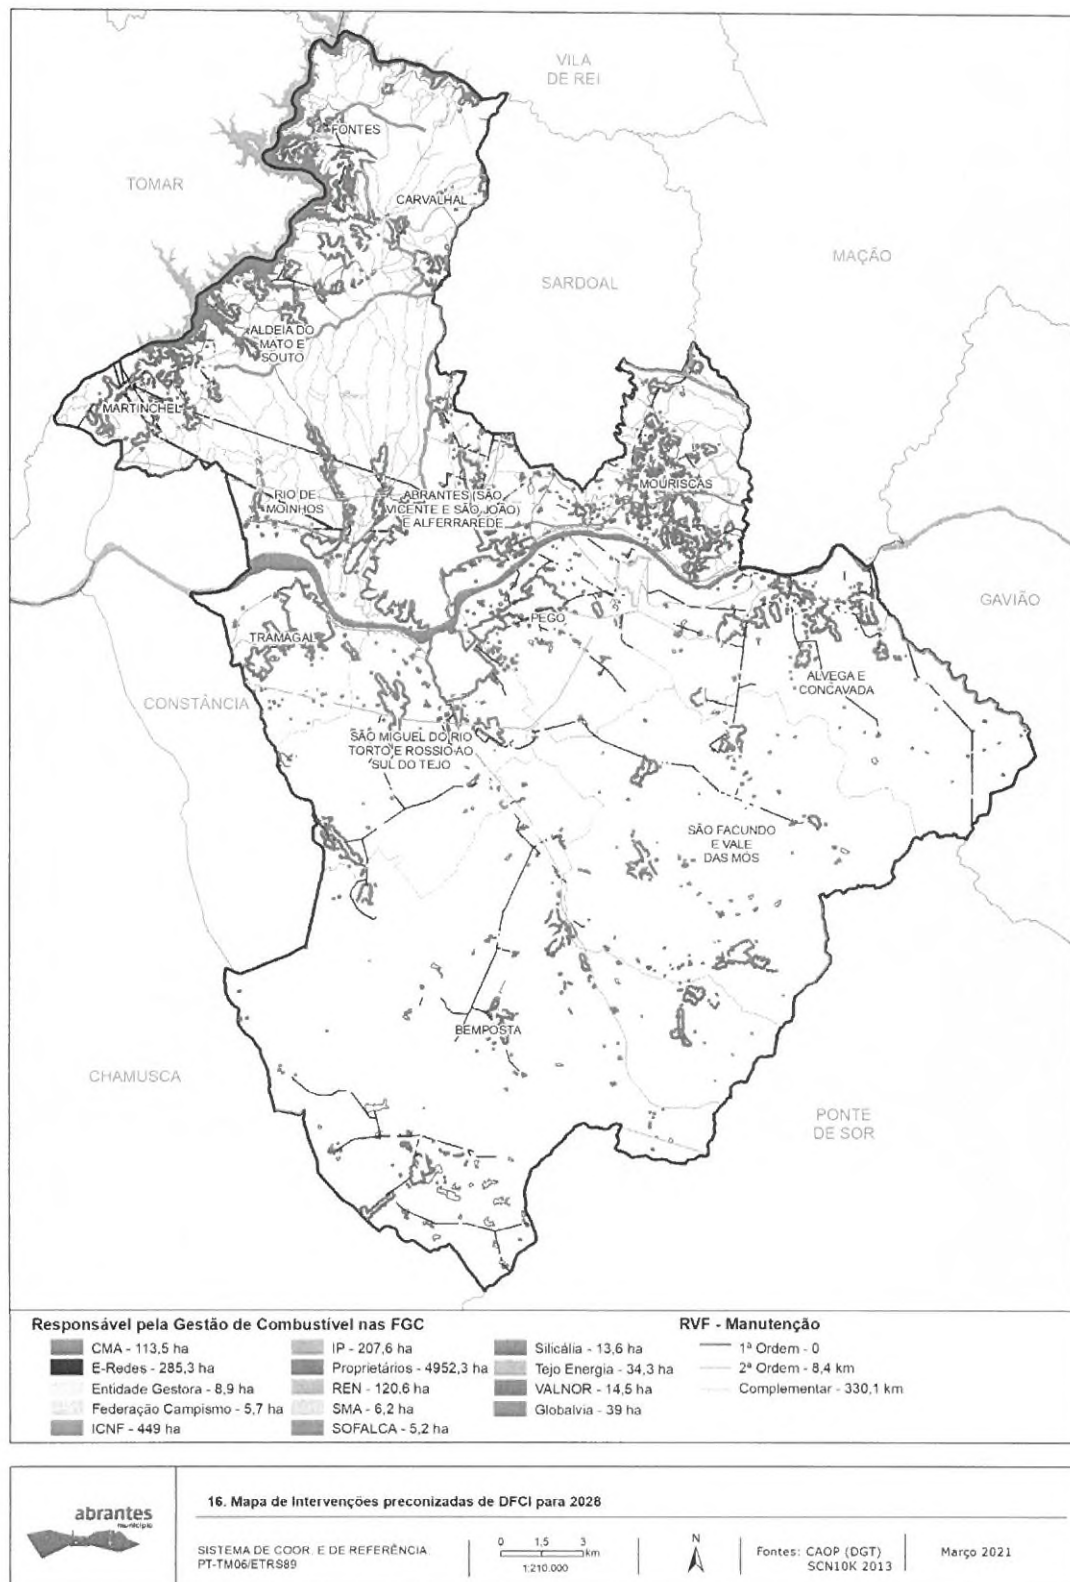 VILA
DE REI
FONTES
TOMAR
CARVALHAL
MAÇÃO
SARDOAL
ALDEIA DO
MATO E
SOUTO
MARTINCHEL
MOURISCAS
RIO DE
MOINHOS
ABRANTES (SÃO
VICENTE E SÃO JOÃO)
E ALFERRAREDE
GAVIÃO
PEGO
TRAMAGAL
ALVEGA E
CONCAVADA
CONSTÂNCIA
SÃO MIGUEL DO RIO
TORTO E ROSSIO AO
SUL DO TEJO
SÃO FACUNDO
E VALE
DAS MÓS
BEMPOSTA
CHAMUSCA
PONTE
DE SOR
Responsável pela Gestão de Combustível nas FGC
CMA - 113,5 ha
E-Redes - 285,3 ha
Entidade Gestora - 8,9 ha
Federação Campismo - 5,7 ha
ICNF - 449 ha
IP - 207,6 ha
Proprietários - 4952,3 ha
REN - 120,6 ha
SMA - 6,2 ha
SOFALCA - 5,2 ha
Silicália - 13,6 ha
Tejo Energia - 34,3 ha
VALNOR - 14,5 ha
Globalvia - 39 ha
RVF - Manutenção
1ª Ordem - 0
2ª Ordem - 8,4 km
Complementar - 330,1 km
abrantes
município
16. Mapa de Intervenções preconizadas de DFCI para 2028
SISTEMA DE COOR. E DE REFERÊNCIA
PT-TM06/ETRS89
0 1,5 3
km
1:210.000
N
Fontes: CAOP (DGT)
SCN10K 2013
Março 2021